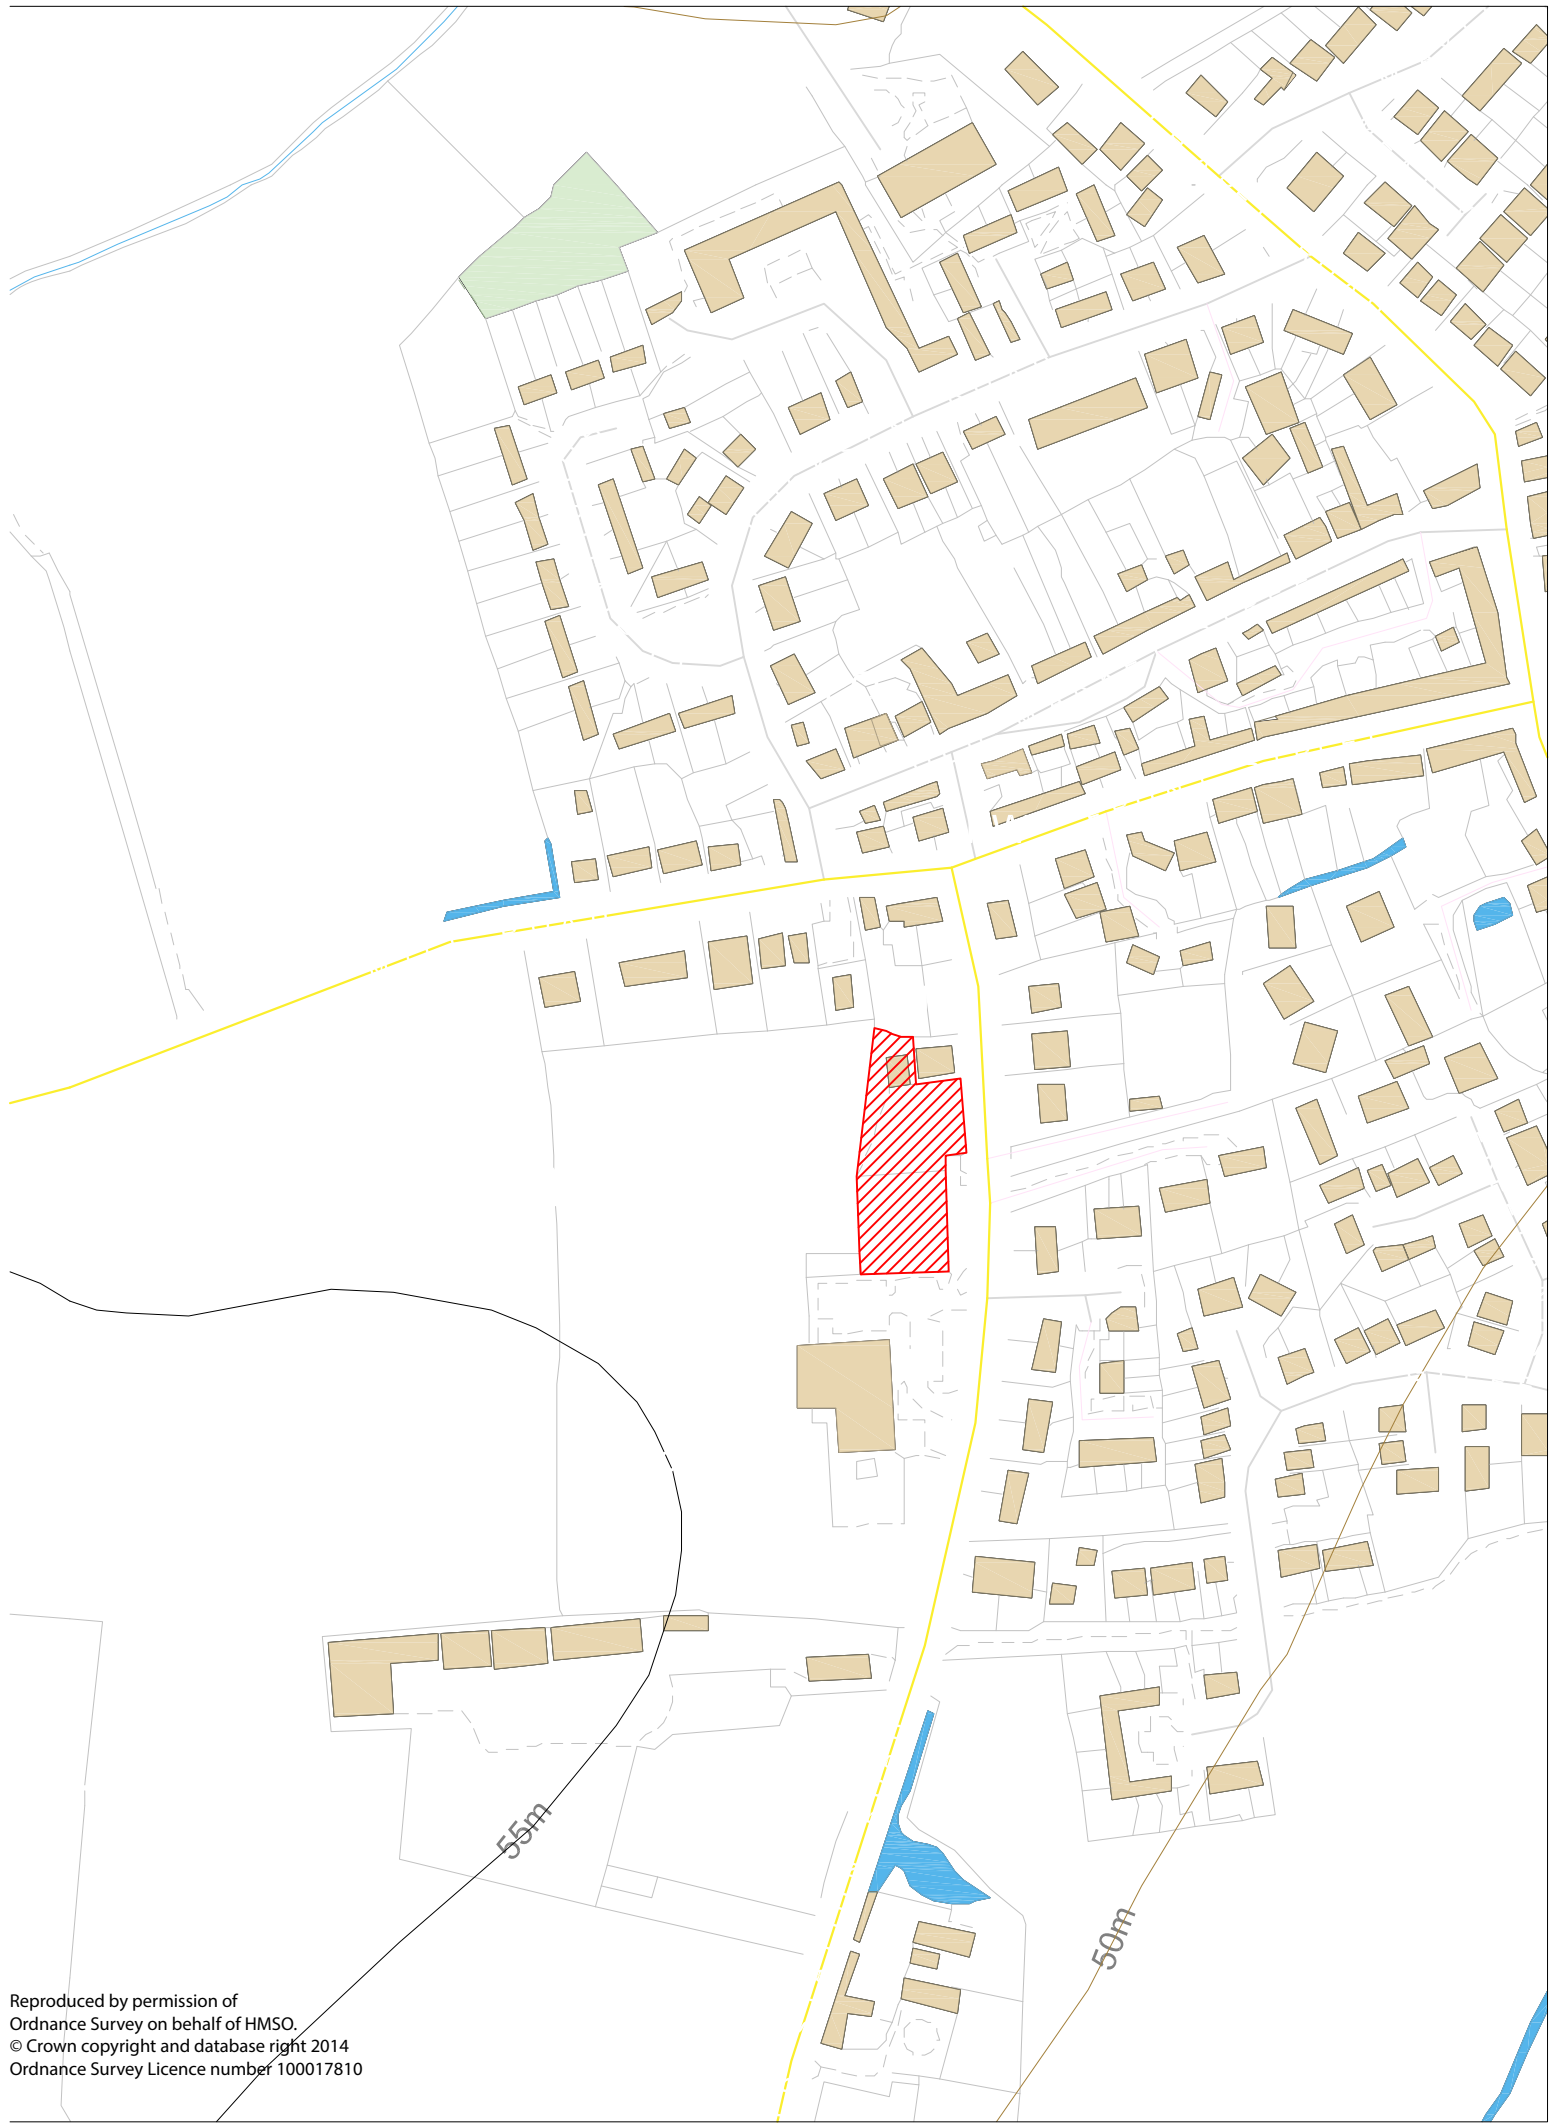 55m
50m
Reproduced by permission of
Ordnance Survey on behalf of HMSO.
© Crown copyright and database right 2014
Ordnance Survey Licence number 100017810